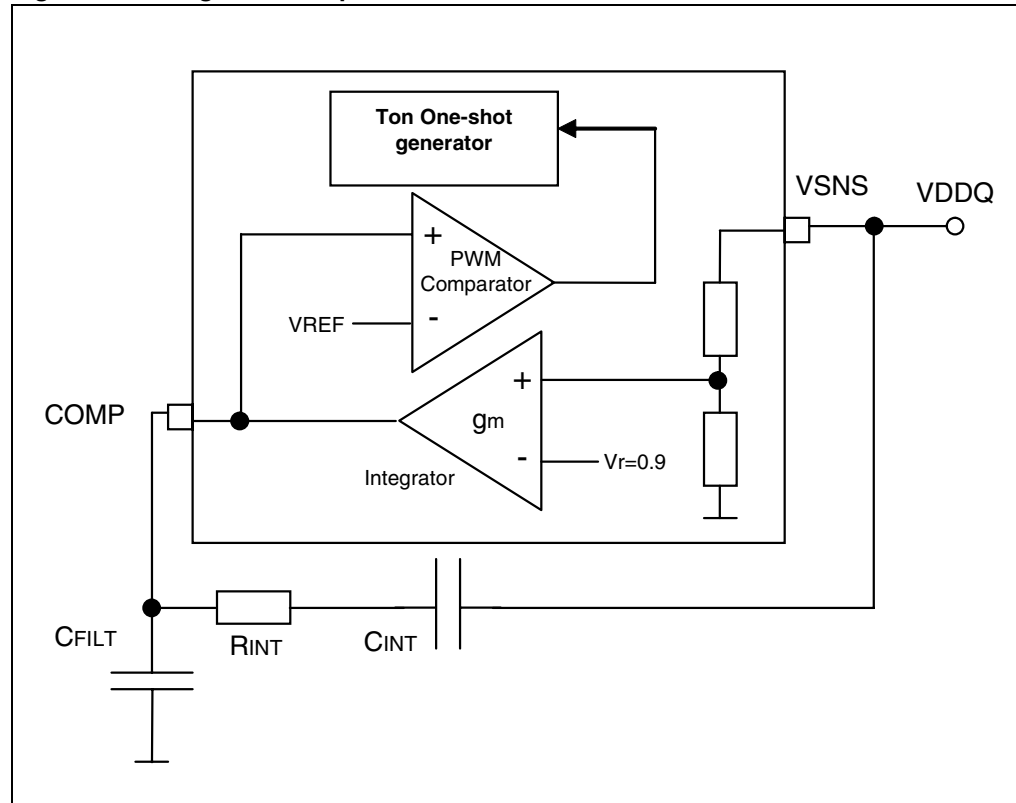 Ton One-shot
generator
VSNS
VDDQ
+
PWM
Comparator
-
VREF
+
COMP
gm
-
Vr=0.9
Integrator
CFILT
RINT
CINT